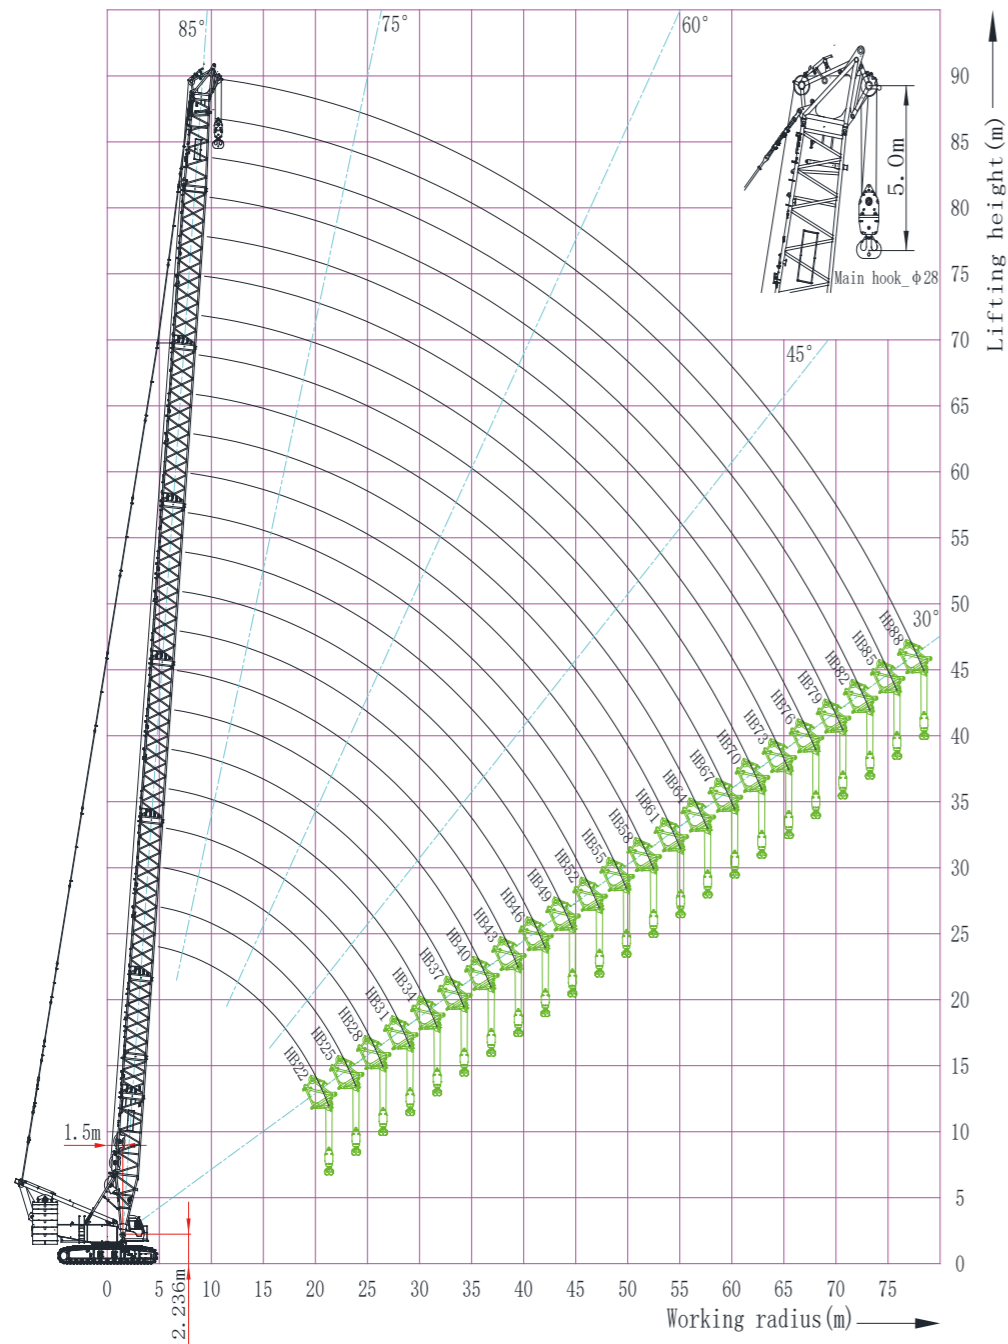 85°
75°
60°
90
85
80
75
70
65
60
55
50
45
40
35
30
25
20
15
10
5
0
Lifting height(m)
5.0m
Main hook_ϕ28
45°
30°
HB88
HB85
HB82
HB79
HB76
HB73
HB70
HB67
HB64
HB61
HB58
HB55
HB52
HB49
HB46
HB43
HB40
HB37
HB34
HB31
HB28
HB25
HB22
1.5m
2.236m
0 5 10 15 20 25 30 35 40 45 50 55 60 65 70 75
Working radius(m)